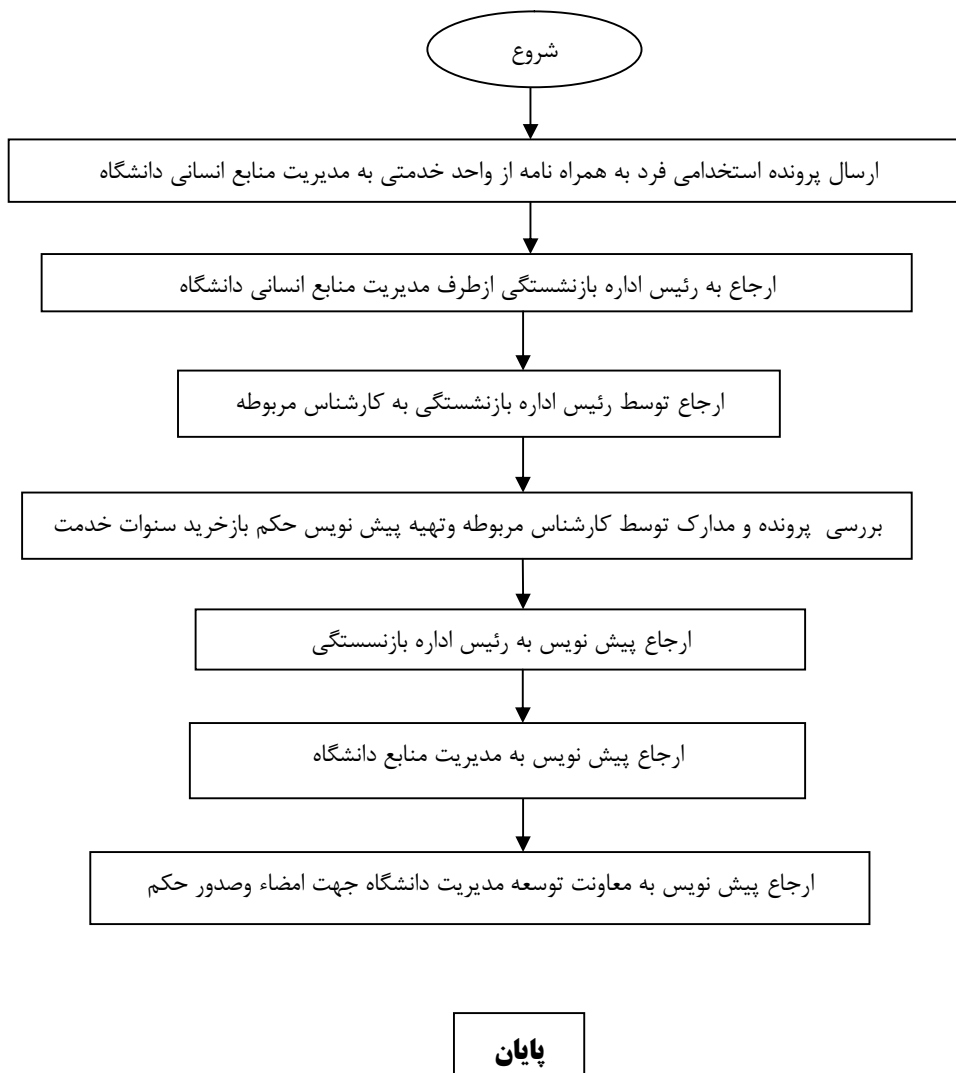 شروع
ارسال پرونده استخدامی فرد به همراه نامه از واحد خدمتی به مدیریت منابع انسانی دانشگاه
ارجاع به رئیس اداره بازنشستگی ازطرف مدیریت منابع انسانی دانشگاه
ارجاع توسط رئیس اداره بازنشستگی به کارشناس مربوطه
بررسی پرونده و مدارک توسط کارشناس مربوطه وتهیه پیش نویس حکم بازخرید سنوات خدمت
ارجاع پیش نویس به رئیس اداره بازنسستگی
ارجاع پیش نویس به مدیریت منابع دانشگاه
ارجاع پیش نویس به معاونت توسعه مدیریت دانشگاه جهت امضاء وصدور حکم
پایان